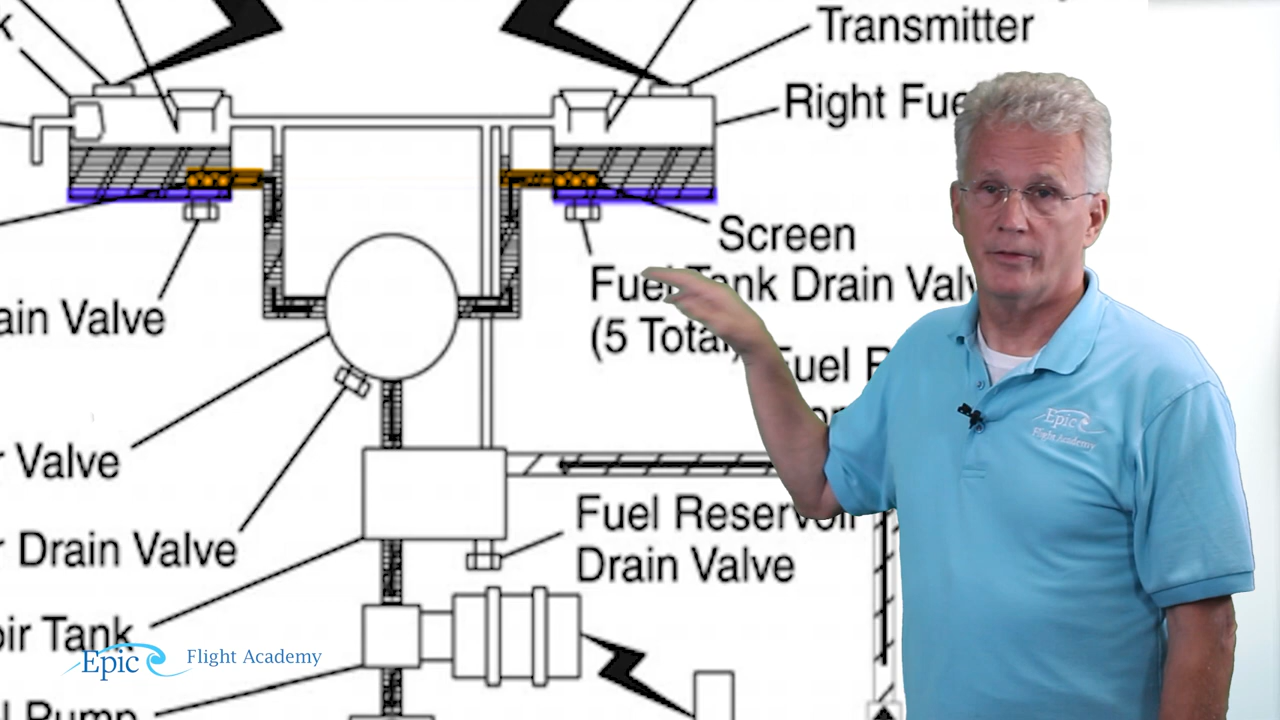 Transmitter
Right Fue
Screen
Fuel Tank Drain Valv
(5 Total)
ain Valve
Fuel R
Valve
Fuel Reservoir
Drain Valve
Drain Valve
oir Tank
Epic
Flight Academy
Pump
Epic
Flight Academy